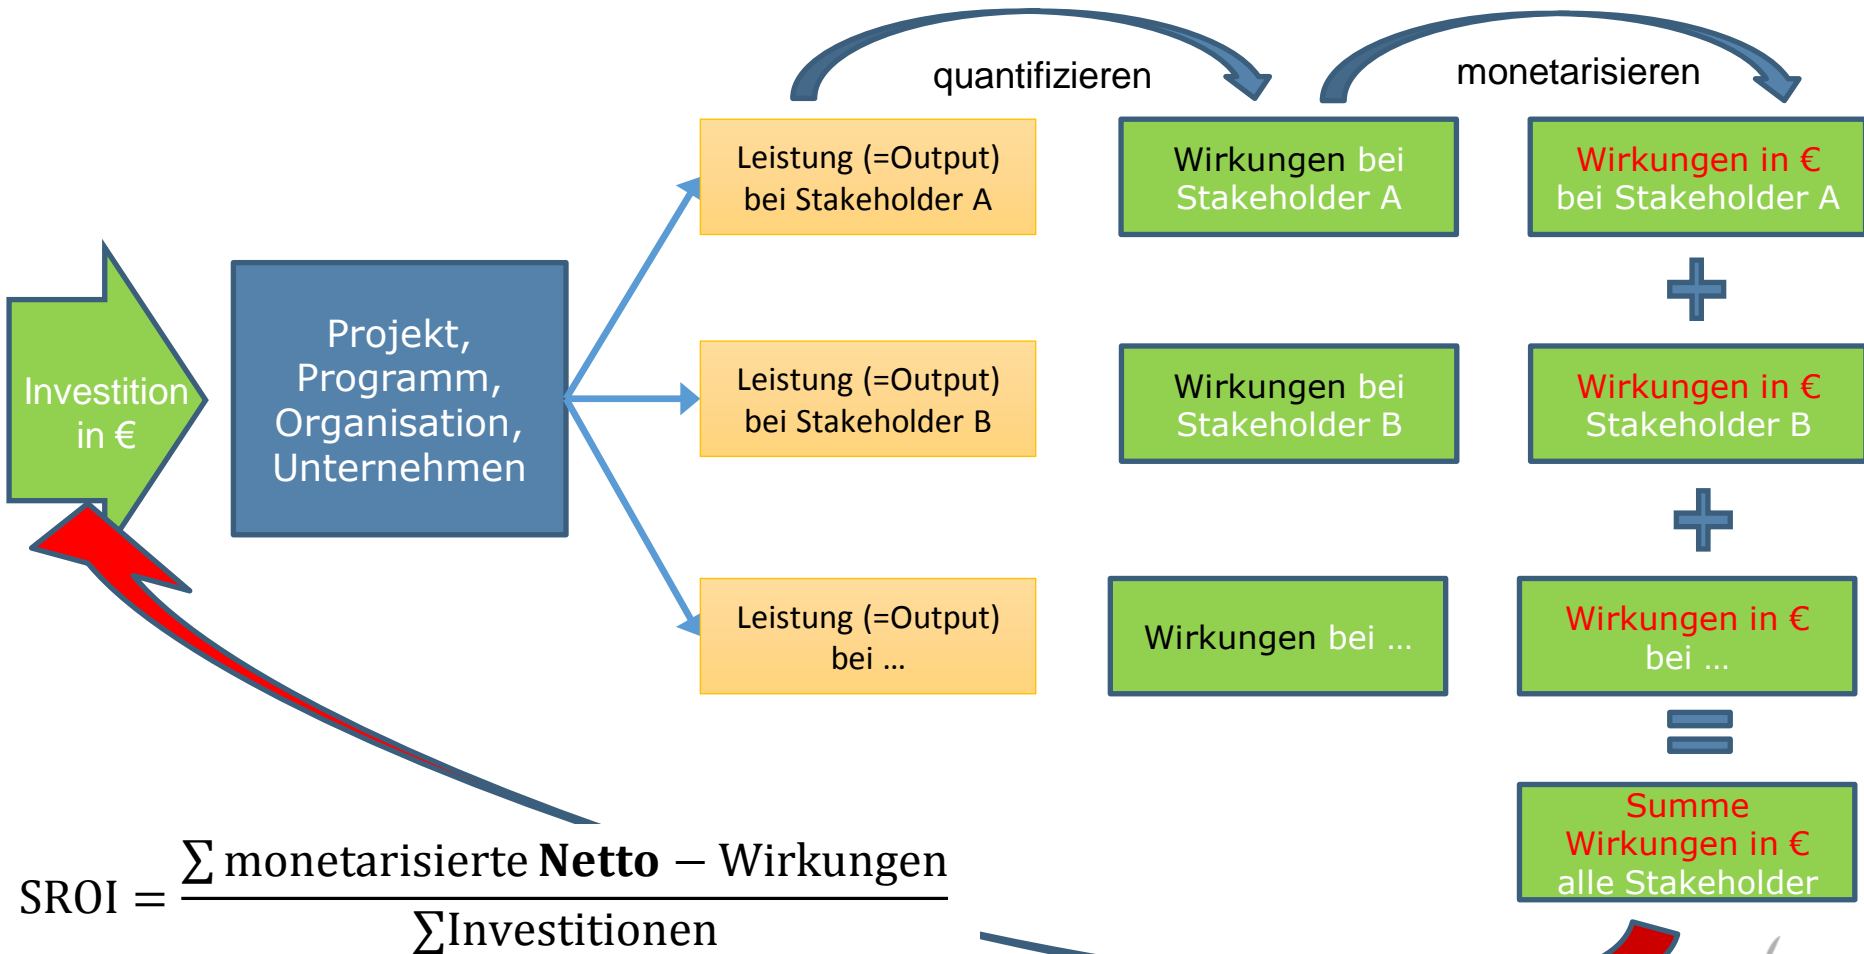 quantifizieren
monetarisieren
Leistung (=Output)
bei Stakeholder A
Wirkungen bei
Stakeholder A
Wirkungen in €
bei Stakeholder A
Investition
in €
Projekt,
Programm,
Organisation,
Unternehmen
Leistung (=Output)
bei Stakeholder B
Wirkungen bei
Stakeholder B
Wirkungen in €
Stakeholder B
Leistung (=Output)
bei …
Wirkungen bei …
Wirkungen in €
bei …
Summe
Wirkungen in €
alle Stakeholder
SROI = ∑ monetarisierte Netto − Wirkungen
∑Investitionen